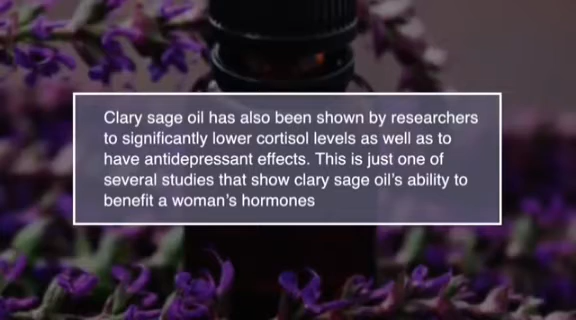 Clary sage oil has also been shown by researchers
to significantly lower cortisol levels as well as to
have antidepressant effects. This is just one of
several studies that show clary sage oil's ability to
benefit a woman's hormones